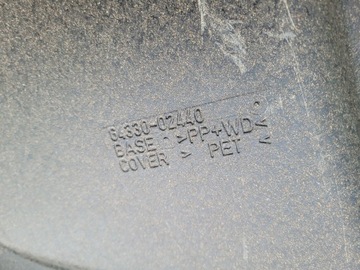 64330-02440
BASE >PP+WD<
COVER >PET<